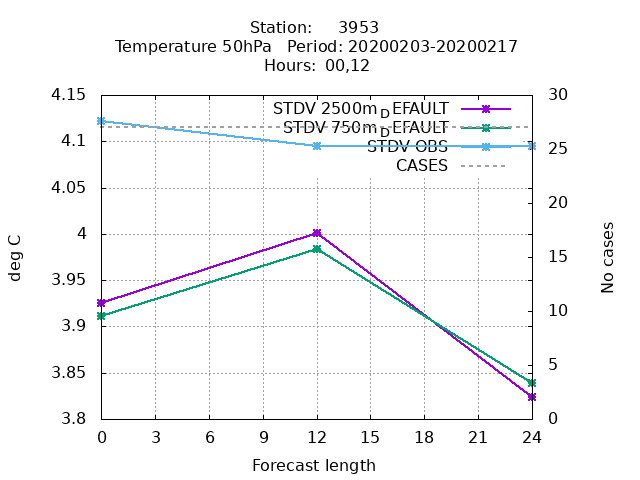 Station: 3953
Temperature 50hPa Period: 20200203-20200217
Hours: 00,12
4.15
4.1
4.05
4
3.95
3.9
3.85
3.8
deg C
STDV 2500m_DEFAULT
STDV 750m_DEFAULT
STDV OBS
CASES
30
25
20
15
10
5
0
No cases
0 3 6 9 12 15 18 21 24
Forecast length